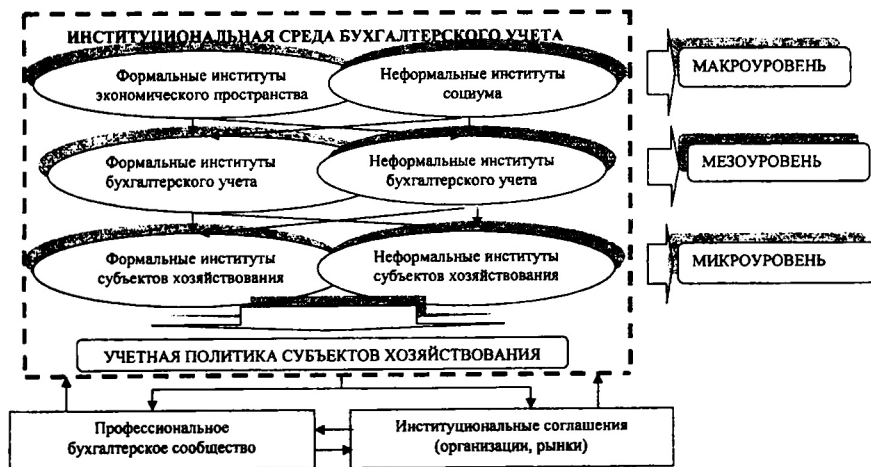 ИНСТИТУЦИОНАЛЬНАЯ СРЕДА БУХГАЛТЕРСКОГО УЧЕТА
Формальные институты
экономического пространства
Неформальные институты
социума
МАКРОУРОВЕНЬ
Формальные институты
бухгалтерского учета
Неформальные институты
бухгалтерского учета
МЕЗОУРОВЕНЬ
Формальные институты
субъектов хозяйствования
Неформальные институты
субъектов хозяйствования
МИКРОУРОВЕНЬ
УЧЕТНАЯ ПОЛИТИКА СУБЪЕКТОВ ХОЗЯЙСТВОВАНИЯ
Профессиональное
бухгалтерское сообщество
Институциональные соглашения
(организации, рынки)